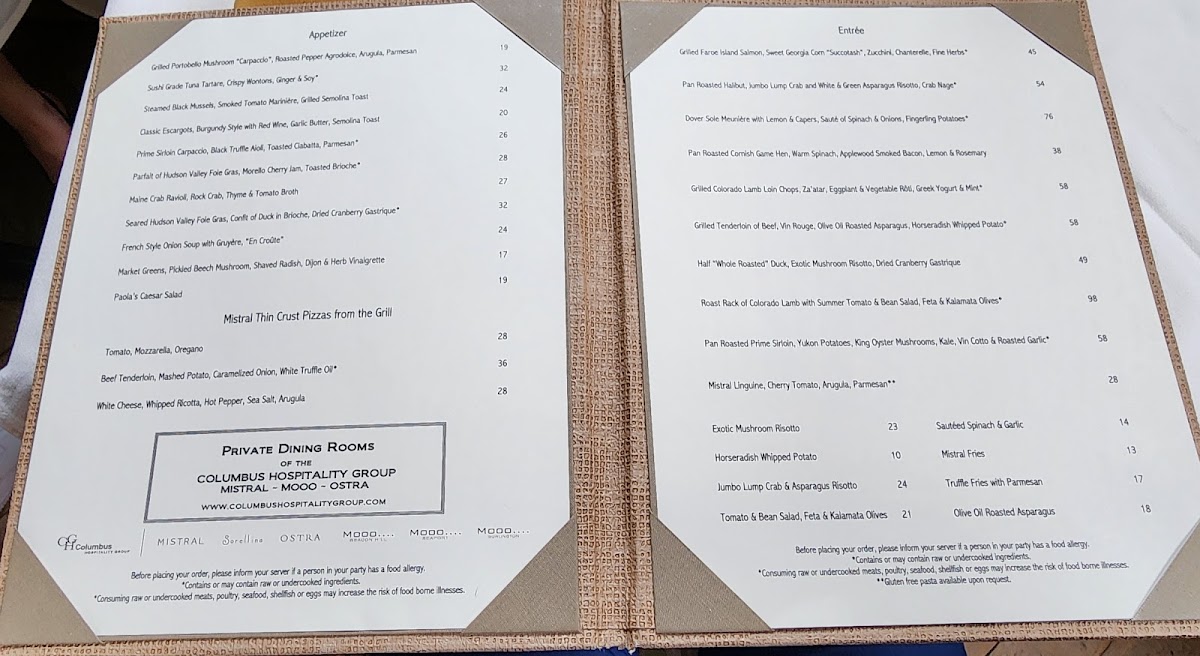 Appetizer
Grilled Portobello Mushroom "Carpaccio", Roasted Pepper Agrodolce, Arugula, Parmesan 19
Sushi Grade Tuna Tartare, Crispy Wontons, Ginger & Soy* 32
Steamed Black Mussels, Smoked Tomato Marinière, Grilled Semolina Toast 24
Classic Escargots, Burgundy Style with Red Wine, Garlic Butter, Semolina Toast 20
Prime Sirloin Carpaccio, Black Truffle Aioli, Toasted Ciabatta, Parmesan* 26
Parfait of Hudson Valley Foie Gras, Morello Cherry Jam, Toasted Brioche* 28
Maine Crab Ravioli, Rock Crab, Thyme & Tomato Broth 27
Seared Hudson Valley Foie Gras, Confit of Duck in Brioche, Dried Cranberry Gastrique* 32
French Style Onion Soup with Gruyère, "En Croûte" 24
Market Greens, Pickled Beech Mushroom, Shaved Radish, Dijon & Herb Vinaigrette 17
Paola's Caesar Salad 19
Mistral Thin Crust Pizzas from the Grill
Tomato, Mozzarella, Oregano 28
Beef Tenderloin, Mashed Potato, Caramelized Onion, White Truffle Oil* 36
White Cheese, Whipped Ricotta, Hot Pepper, Sea Salt, Arugula 28
PRIVATE DINING ROOMS
OF THE
COLUMBUS HOSPITALITY GROUP
MISTRAL - MOOO - OSTRA
WWW.COLUMBUSHOSPITALITYGROUP.COM
CHG Columbus HOSPITALITY GROUP MISTRAL Sorellina OSTRA MOOO.... BEACON HILL MOOO.... SEAPORT MOOO.... BURLINGTON
Before placing your order, please inform your server if a person in your party has a food allergy.
*Contains or may contain raw or undercooked ingredients.
*Consuming raw or undercooked meats, poultry, seafood, shellfish or eggs may increase the risk of food borne illnesses.
Entrée
Grilled Faroe Island Salmon, Sweet Georgia Corn "Succotash", Zucchini, Chanterelle, Fine Herbs* 45
Pan Roasted Halibut, Jumbo Lump Crab and White & Green Asparagus Risotto, Crab Nage* 54
Dover Sole Meunière with Lemon & Capers, Sauté of Spinach & Onions, Fingerling Potatoes* 76
Pan Roasted Cornish Game Hen, Warm Spinach, Applewood Smoked Bacon, Lemon & Rosemary 38
Grilled Colorado Lamb Loin Chops, Za'atar, Eggplant & Vegetable Rôti, Greek Yogurt & Mint* 58
Grilled Tenderloin of Beef, Vin Rouge, Olive Oil Roasted Asparagus, Horseradish Whipped Potato* 58
Half "Whole Roasted" Duck, Exotic Mushroom Risotto, Dried Cranberry Gastrique 49
Roast Rack of Colorado Lamb with Summer Tomato & Bean Salad, Feta & Kalamata Olives* 98
Pan Roasted Prime Sirloin, Yukon Potatoes, King Oyster Mushrooms, Kale, Vin Cotto & Roasted Garlic* 58
Mistral Linguine, Cherry Tomato, Arugula, Parmesan** 28
Exotic Mushroom Risotto 23 Sautéed Spinach & Garlic 14
Horseradish Whipped Potato 10 Mistral Fries 13
Jumbo Lump Crab & Asparagus Risotto 24 Truffle Fries with Parmesan 17
Tomato & Bean Salad, Feta & Kalamata Olives 21 Olive Oil Roasted Asparagus 18
Before placing your order, please inform your server if a person in your party has a food allergy.
*Contains or may contain raw or undercooked ingredients.
*Consuming raw or undercooked meats, poultry, seafood, shellfish or eggs may increase the risk of food borne illnesses.
**Gluten free pasta available upon request.